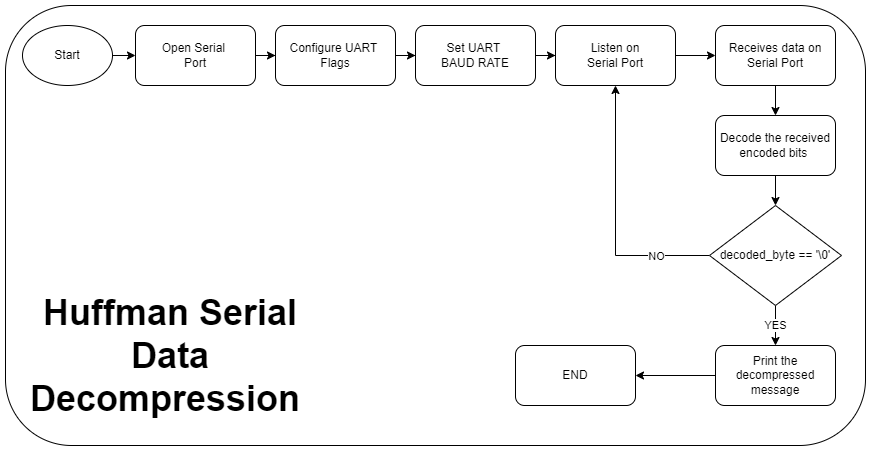 Start
Open Serial
Port
Configure UART
Flags
Set UART
BAUD RATE
Listen on
Serial Port
Receives data on
Serial Port
Decode the received
encoded bits
decoded_byte == '\0'
NO
YES
Print the
decompressed
message
END
Huffman Serial
Data
Decompression